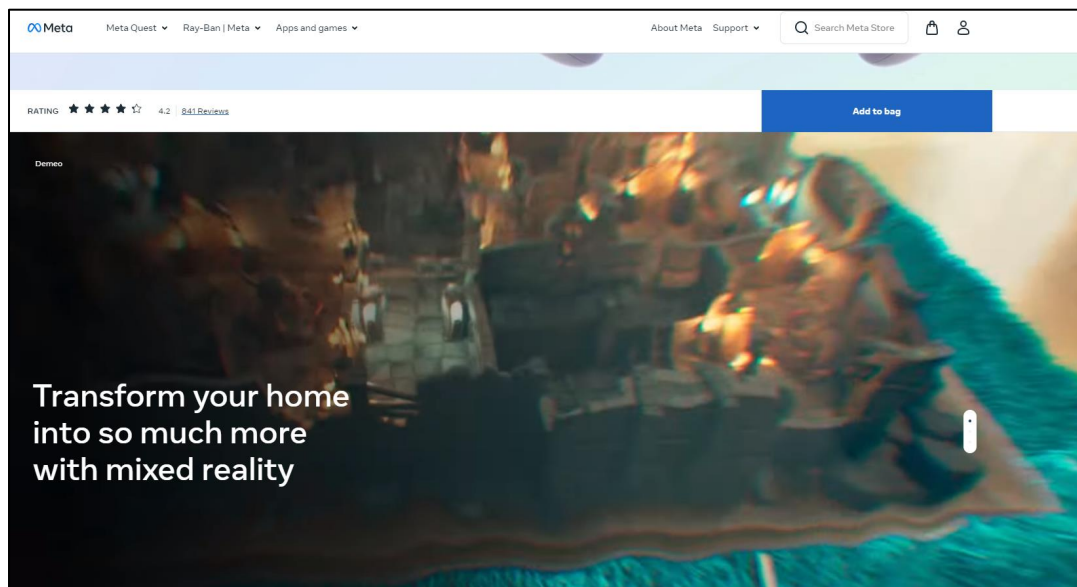 Meta Meta Quest Ray-Ban | Meta Apps and games About Meta Support Search Meta Store
RATING 4.2 841 Reviews Add to bag
Demeo
Transform your home
into so much more
with mixed reality